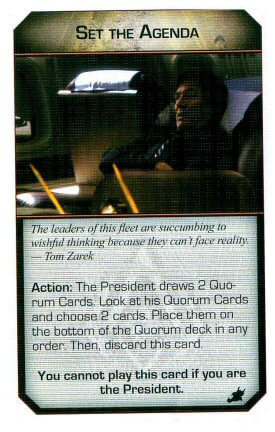 SET THE AGENDA
The leaders of this fleet are succumbing to
wishful thinking because they can't face reality.
— Tom Zarek
Action: The President draws 2 Quo-
rum Cards. Look at his Quorum Cards
and choose 2 cards. Place them on
the bottom of the Quorum deck in any
order. Then, discard this card.
You cannot play this card if you are
the President.